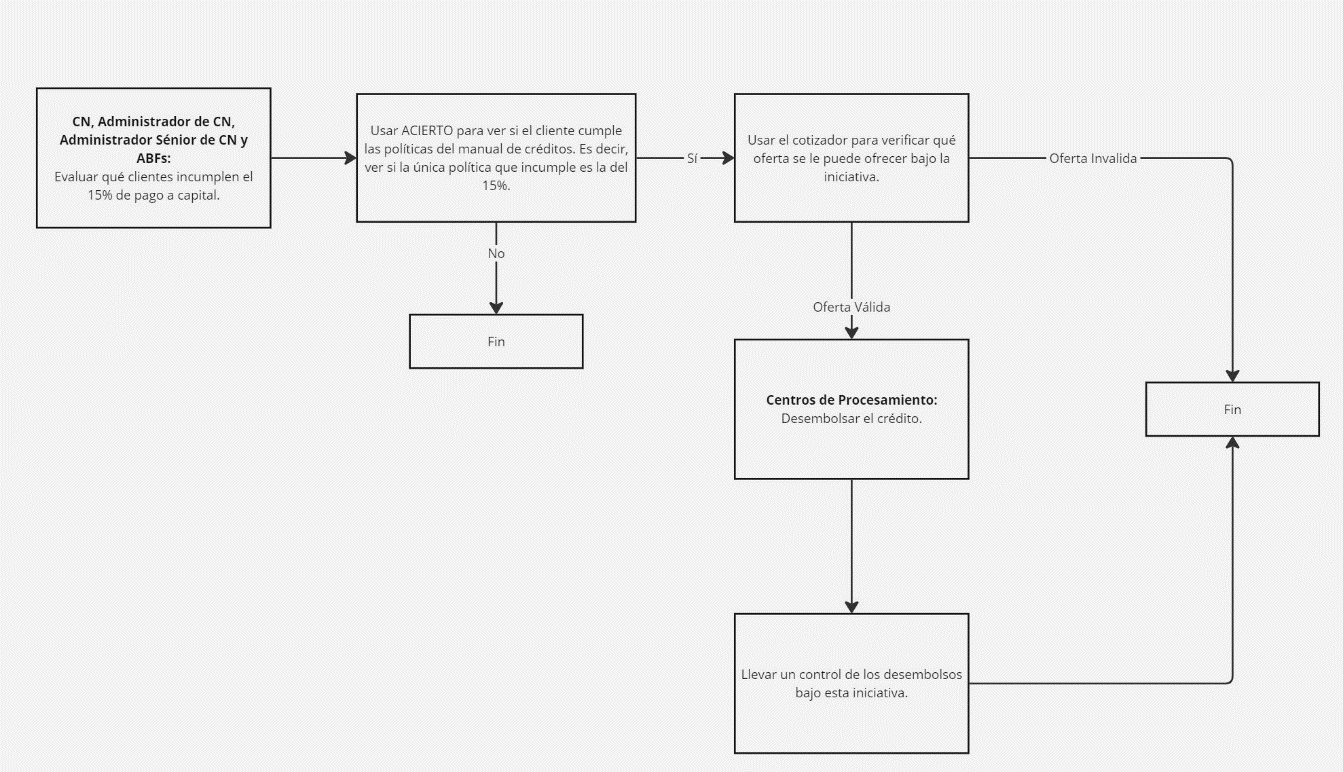 CN, Administrador de CN,
Administrador Sénior de CN y
ABFs:
Evaluar qué clientes incumplen el
15% de pago a capital.
Usar ACIERTO para ver si el cliente cumple
las políticas del manual de créditos. Es decir,
ver si la única política que incumple es la del
15%.
Sí
Usar el cotizador para verificar qué
oferta se le puede ofrecer bajo la
iniciativa.
Oferta Invalida
No
Fin
Oferta Válida
Centros de Procesamiento:
Desembolsar el crédito.
Fin
Llevar un control de los desembolsos
bajo esta iniciativa.